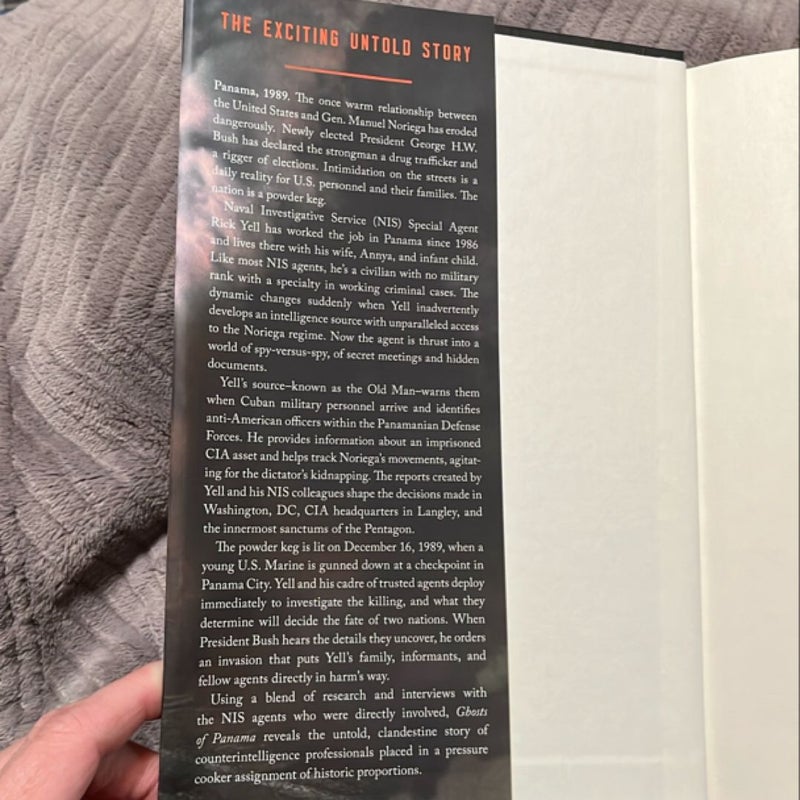 THE EXCITING UNTOLD STORY
Panama, 1989. The once warm relationship between
the United States and Gen. Manuel Noriega has eroded
dangerously. Newly elected President George H.W.
Bush has declared the strongman a drug trafficker and
a rigger of elections. Intimidation on the streets is a
daily reality for U.S. personnel and their families. The
nation is a powder keg.
Naval Investigative Service (NIS) Special Agent
Rick Yell has worked the job in Panama since 1986
and lives there with his wife, Annya, and infant child.
Like most NIS agents, he's a civilian with no military
rank with a specialty in working criminal cases. The
dynamic changes suddenly when Yell inadvertently
develops an intelligence source with unparalleled access
to the Noriega regime. Now the agent is thrust into a
world of spy-versus-spy, of secret meetings and hidden
documents.
Yell's source–known as the Old Man–warns them
when Cuban military personnel arrive and identifies
anti-American officers within the Panamanian Defense
Forces. He provides information about an imprisoned
CIA asset and helps track Noriega's movements, agitat-
ing for the dictator's kidnapping. The reports created by
Yell and his NIS colleagues shape the decisions made in
Washington, DC, CIA headquarters in Langley, and
the innermost sanctums of the Pentagon.
The powder keg is lit on December 16, 1989, when a
young U.S. Marine is gunned down at a checkpoint in
Panama City. Yell and his cadre of trusted agents deploy
immediately to investigate the killing, and what they
determine will decide the fate of two nations. When
President Bush hears the details they uncover, he orders
an invasion that puts Yell's family, informants, and
fellow agents directly in harm's way.
Using a blend of research and interviews with
the NIS agents who were directly involved, Ghosts
of Panama reveals the untold, clandestine story of
counterintelligence professionals placed in a pressure
cooker assignment of historic proportions.